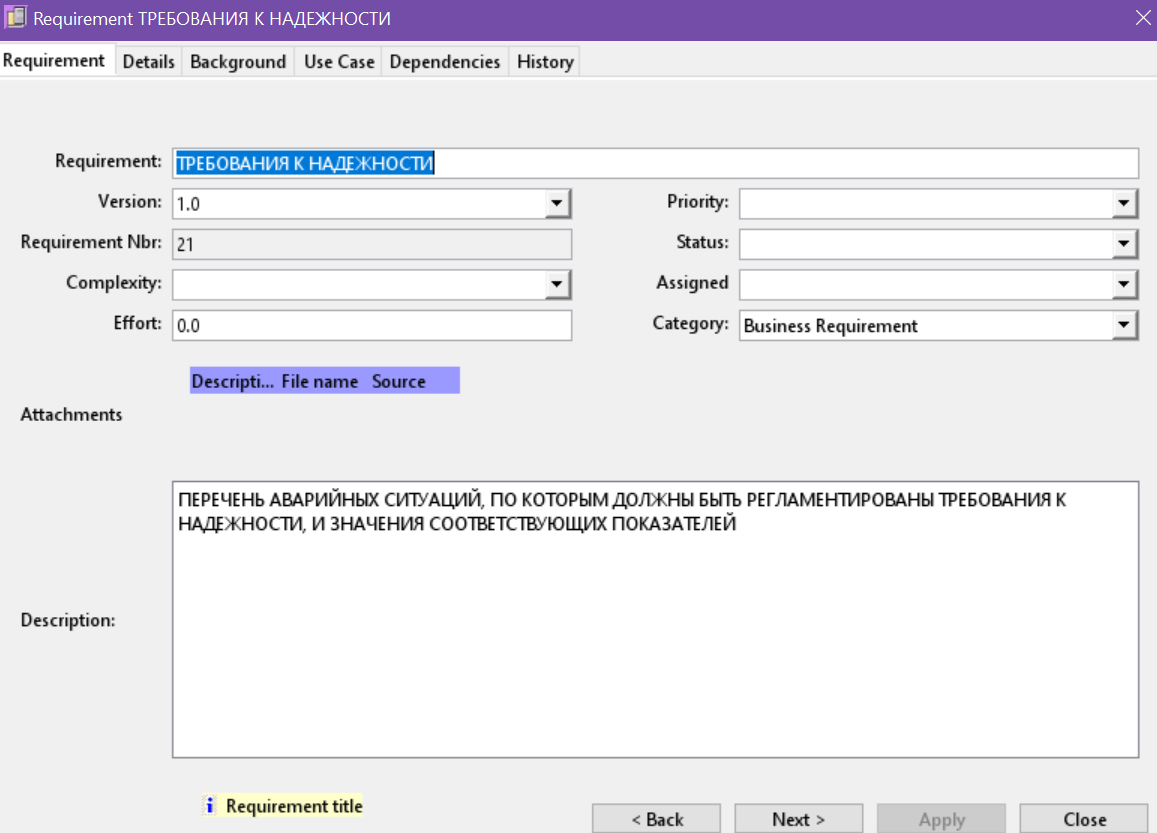 Requirement ТРЕБОВАНИЯ К НАДЕЖНОСТИ
Requirement Details Background Use Case Dependencies History
Requirement: ТРЕБОВАНИЯ К НАДЕЖНОСТИ
Version: 1.0 Priority:
Requirement Nbr: 21 Status:
Complexity: Assigned
Effort: 0.0 Category: Business Requirement
Descripti... File name Source
Attachments
ПЕРЕЧЕНЬ АВАРИЙНЫХ СИТУАЦИЙ, ПО КОТОРЫМ ДОЛЖНЫ БЫТЬ РЕГЛАМЕНТИРОВАНЫ ТРЕБОВАНИЯ К
НАДЕЖНОСТИ, И ЗНАЧЕНИЯ СООТВЕТСТВУЮЩИХ ПОКАЗАТЕЛЕЙ
Description:
Requirement title
< Back Next > Apply Close